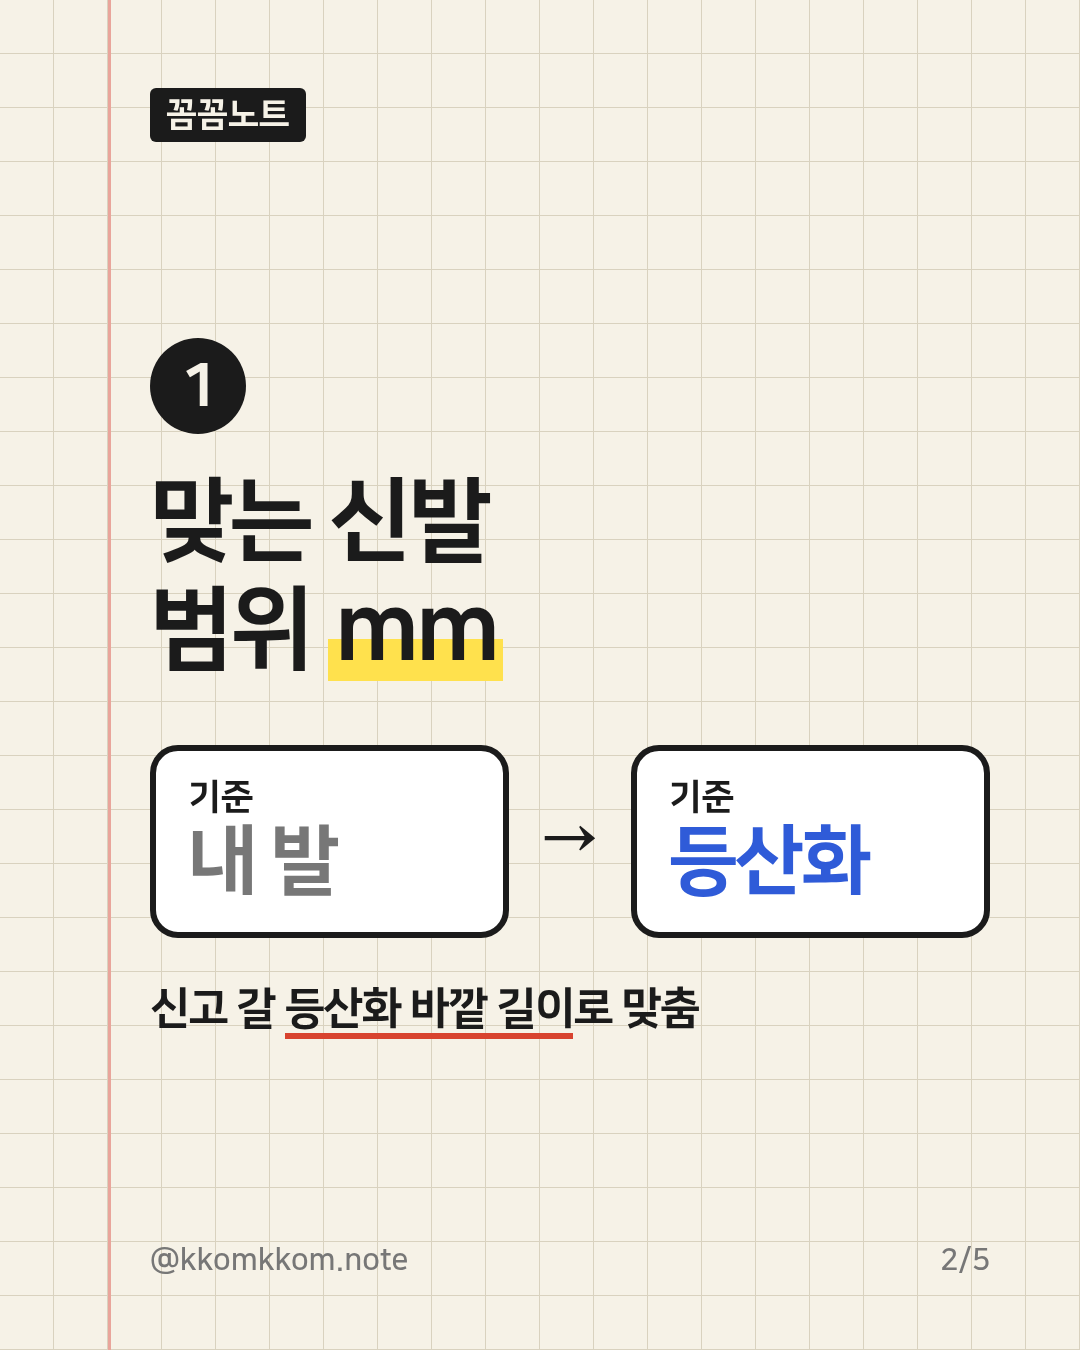 꼼꼼노트
1
맞는 신발
범위 mm
기준
내 발
→
기준
등산화
신고 갈 등산화 바깥 길이로 맞춤
@kkomkkom.note
2/5